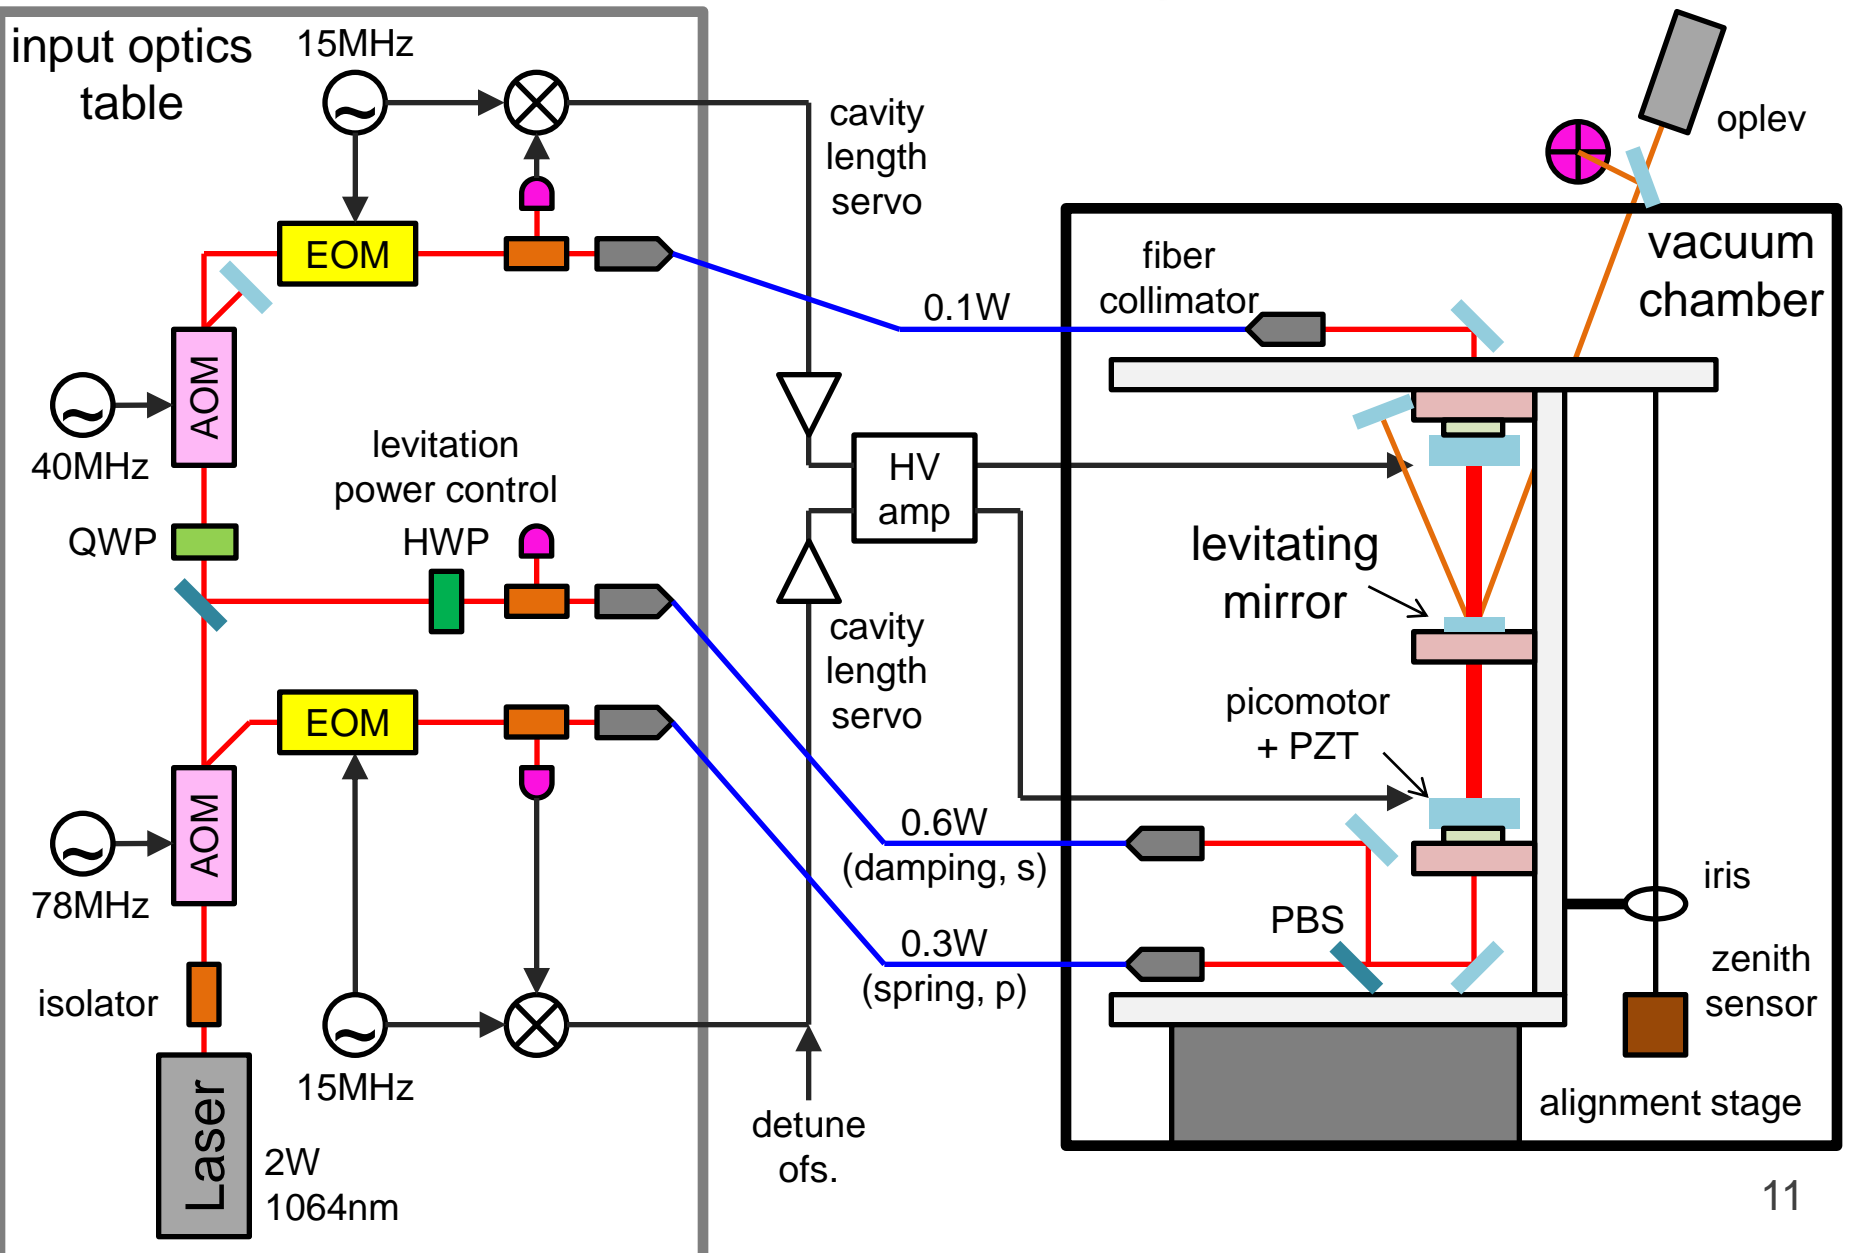 input optics
table
15MHz
EOM
AOM
40MHz
QWP
levitation
power control
HWP
EOM
AOM
78MHz
isolator
15MHz
Laser
2W
1064nm
cavity
length
servo
0.1W
HV
amp
cavity
length
servo
0.6W
(damping, s)
0.3W
(spring, p)
detune
ofs.
oplev
vacuum
chamber
fiber
collimator
levitating
mirror
picomotor
+ PZT
PBS
iris
zenith
sensor
alignment stage
11